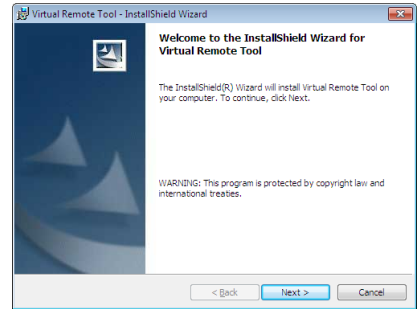 Virtual Remote Tool - InstallShield Wizard
Welcome to the InstallShield Wizard for
Virtual Remote Tool
The InstallShield(R) Wizard will install Virtual Remote Tool on
your computer. To continue, click Next.
WARNING: This program is protected by copyright law and
international treaties.
< Back Next > Cancel